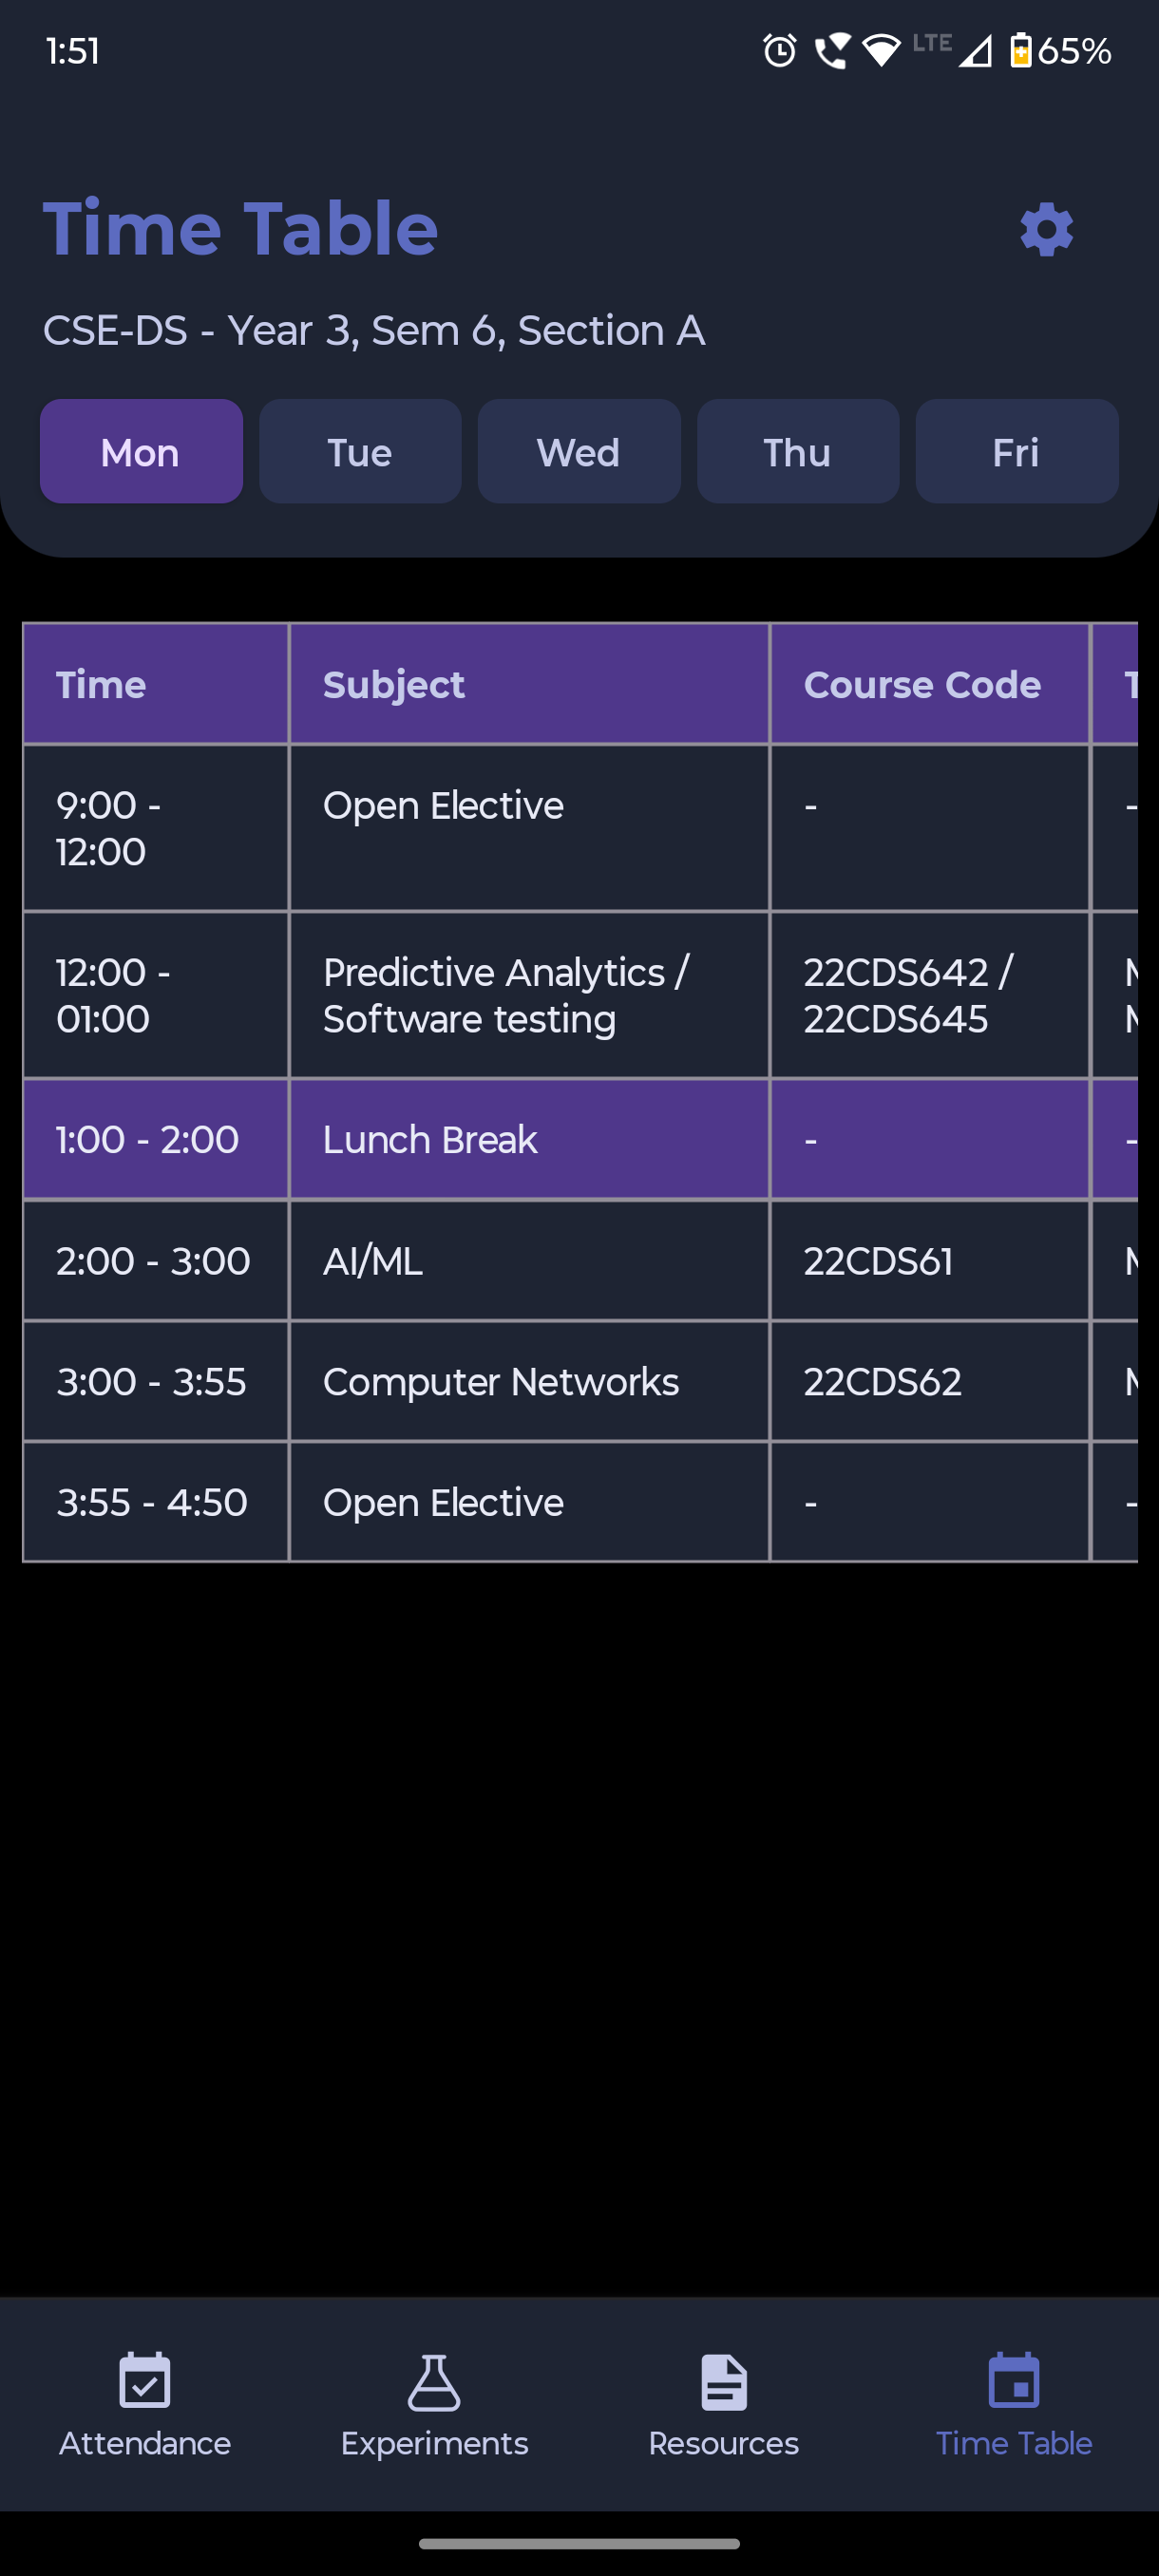 1:51
LTE
65%
Time Table
CSE-DS - Year 3, Sem 6, Section A
Mon
Tue
Wed
Thu
Fri
Time
Subject
Course Code
9:00 -
12:00
Open Elective
-
-
12:00 -
01:00
Predictive Analytics /
Software testing
22CDS642 /
22CDS645
1:00 - 2:00
Lunch Break
-
-
2:00 - 3:00
AI/ML
22CDS61
3:00 - 3:55
Computer Networks
22CDS62
3:55 - 4:50
Open Elective
-
-
Attendance
Experiments
Resources
Time Table